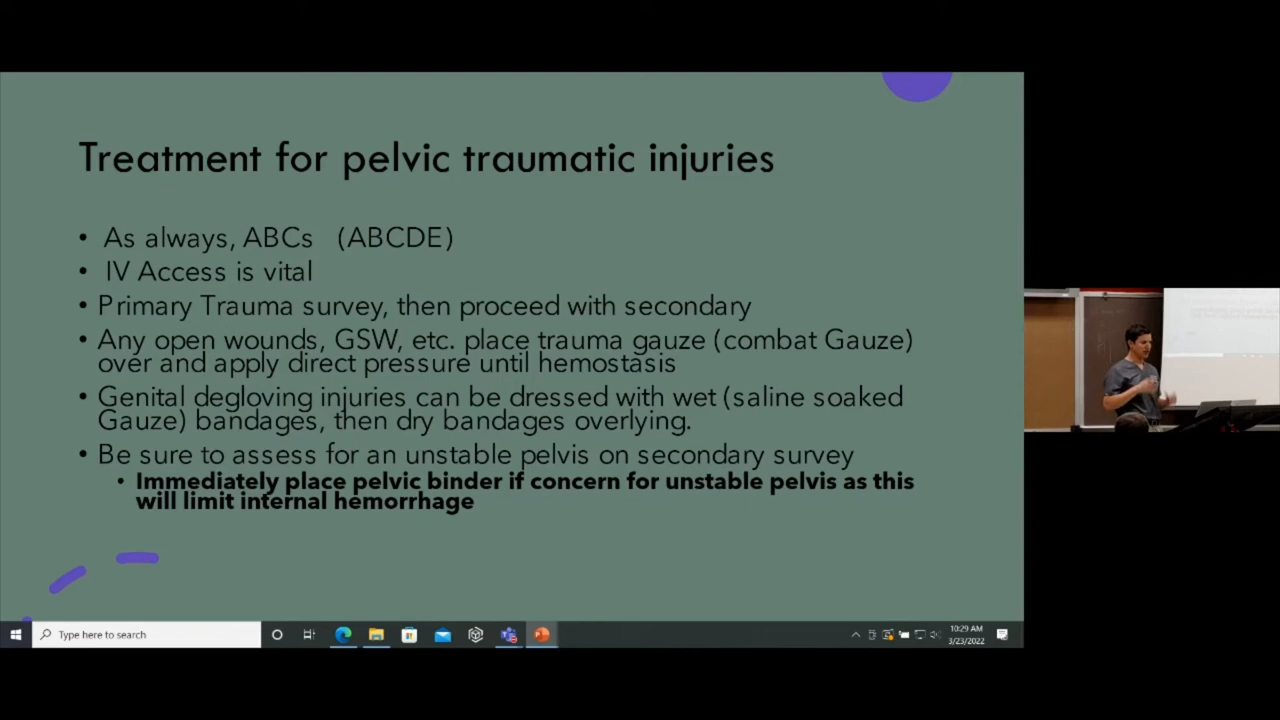 Treatment for pelvic traumatic injuries
• As always, ABCs (ABCDE)
• IV Access is vital
• Primary Trauma survey, then proceed with secondary
• Any open wounds, GSW, etc. place trauma gauze (combat Gauze)
over and apply direct pressure until hemostasis
• Genital degloving injuries can be dressed with wet (saline soaked
Gauze) bandages, then dry bandages overlying.
• Be sure to assess for an unstable pelvis on secondary survey
• Immediately place pelvic binder if concern for unstable pelvis as this
will limit internal hemorrhage
Type here to search
10:29 AM
3/23/2022